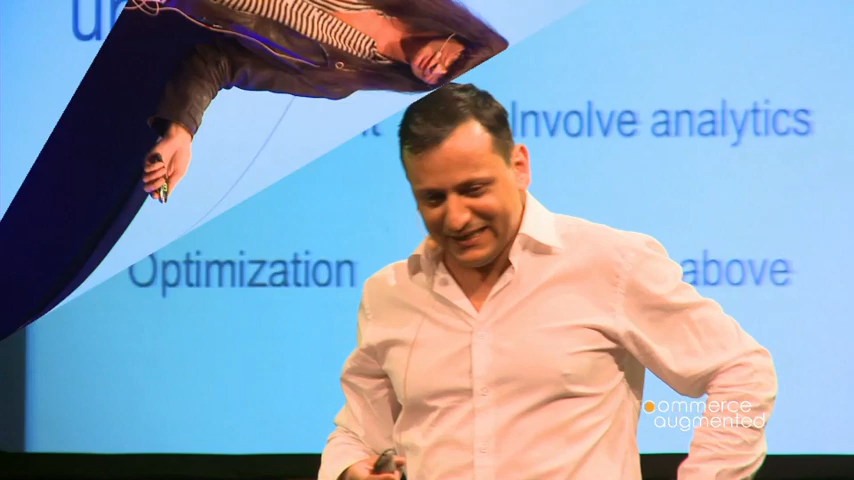 Involve analytics
Optimization
above
commerce
augmented